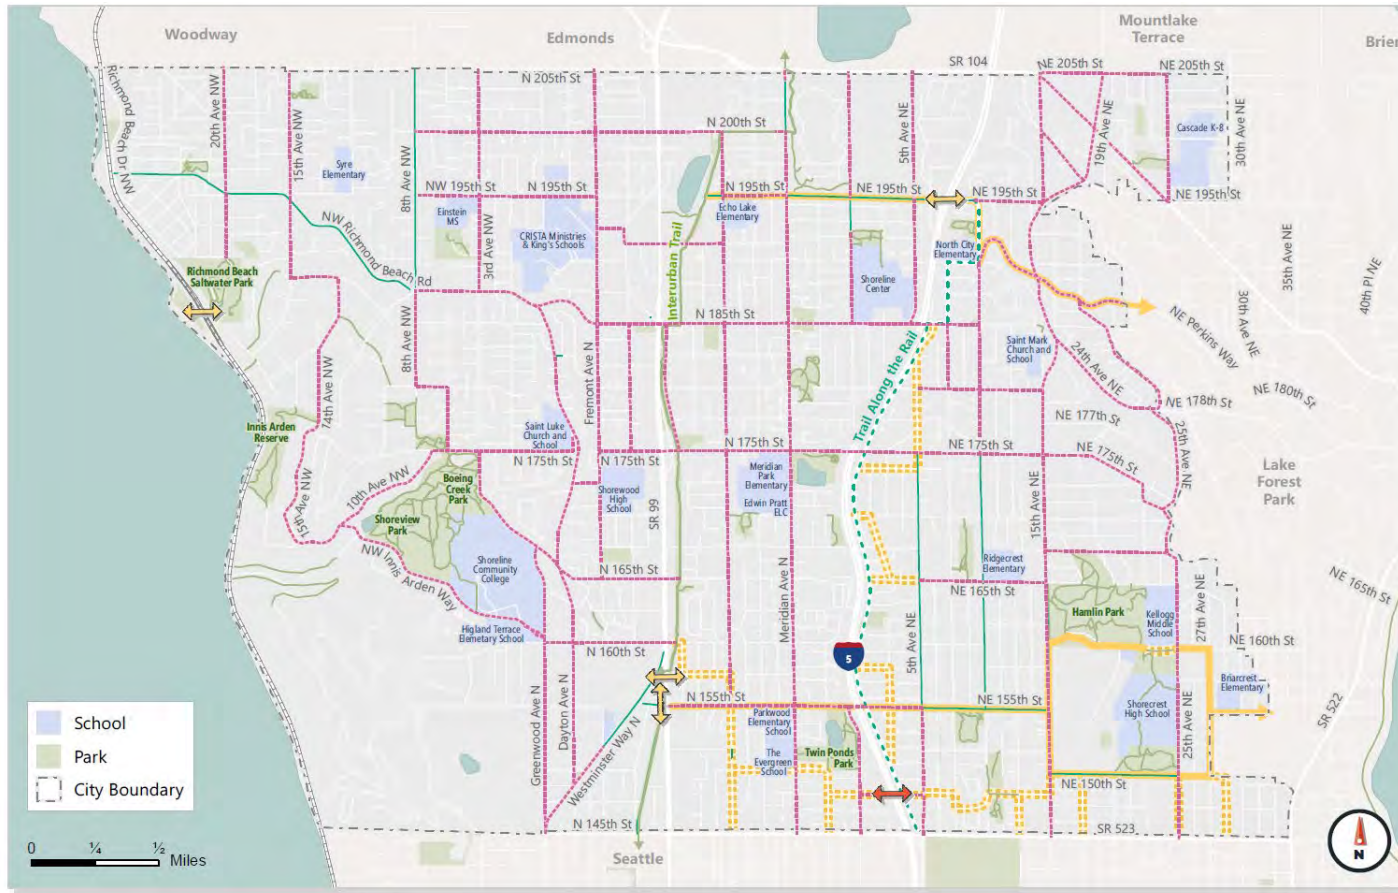 Woodway
Edmonds
Mountlake
Terrace
Brier
SR 104
NE 205th St
NE 205th St
N 205th St
Richmond Beach Dr NW
20th Ave NW
15th Ave NW
8th Ave NW
N 200th St
5th Ave NE
19th Ave NE
30th Ave NE
Cascade K-8
Syre
Elementary
NW 195th St
N 195th St
N 195th St
NE 195th St
NE 195th St
NE 195th St
Einstein
MS
3rd Ave NW
CRISTA Ministries
& King's Schools
Echo Lake
Elementary
Interurban Trail
North City
Elementary
NW Richmond Beach Rd
Richmond Beach
Saltwater Park
Shoreline
Center
35th Ave NE
40th Pl NE
30th Ave NE
NE Perkins Way
N 185th St
8th Ave NW
Fremont Ave N
Trail Along the Rail
Saint Mark
Church and
School
24th Ave NE
14th Ave NW
NE 180th St
NE 178th St
NE 177th St
25th Ave NE
Innis Arden
Reserve
Saint Luke
Church and
School
N 175th St
N 175th St
N 175th St
NE 175th St
NE 175th St
10th Ave NW
15th Ave NW
Boeing
Creek
Park
Shoreview
Park
Shorewood
High
School
SR 99
Meridian
Park
Elementary
Edwin Pratt
ELC
15th Ave NE
Lake
Forest
Park
Shoreline
Community
College
NW Innis Arden Way
N 165th St
Meridian Ave N
Ridgecrest
Elementary
NE 165th St
NE 165th St
Hamlin Park
Kellogg
Middle
School
27th Ave NE
Higland Terrace
Elemetary School
N 160th St
5
5th Ave NE
NE 160th St
Briarcrest
Elementary
N 155th St
NE 155th St
Shorecrest
High School
25th Ave NE
SR 522
Greenwood Ave N
Dayton Ave N
Westminster Way N
Parkwood
Elementary
School
The
Evergreen
School
Twin Ponds
Park
NE 150th St
N 145th St
SR 523
Seattle
School
Park
City Boundary
0 ¼ ½ Miles
N